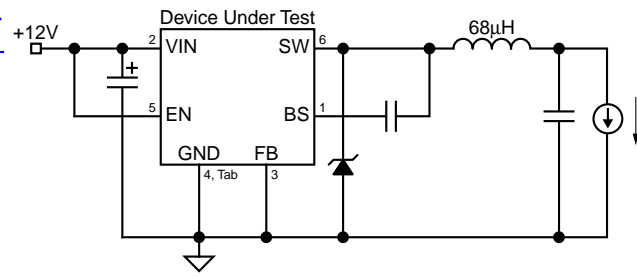 Device Under Test
+12V
2 VIN SW 6
68µH
+
5 EN BS 1
GND FB
4, Tab 3